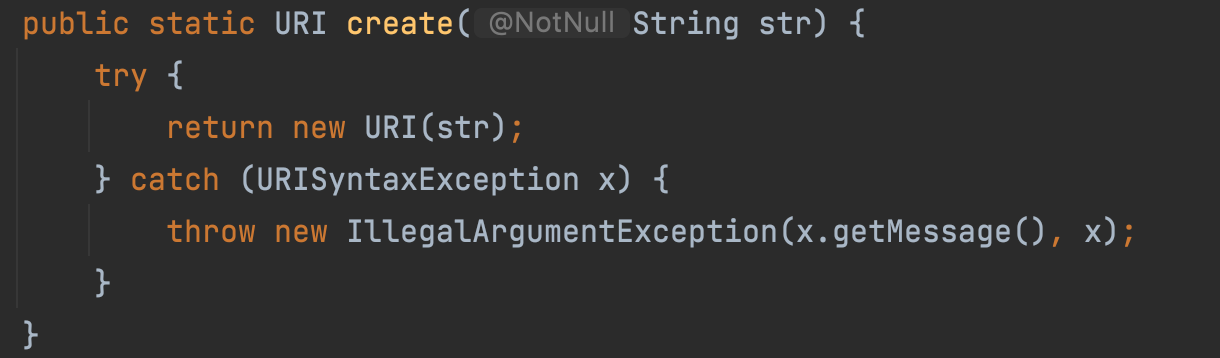 public static URI create( @NotNull String str) {
try {
return new URI(str);
} catch (URISyntaxException x) {
throw new IllegalArgumentException(x.getMessage(), x);
}
}